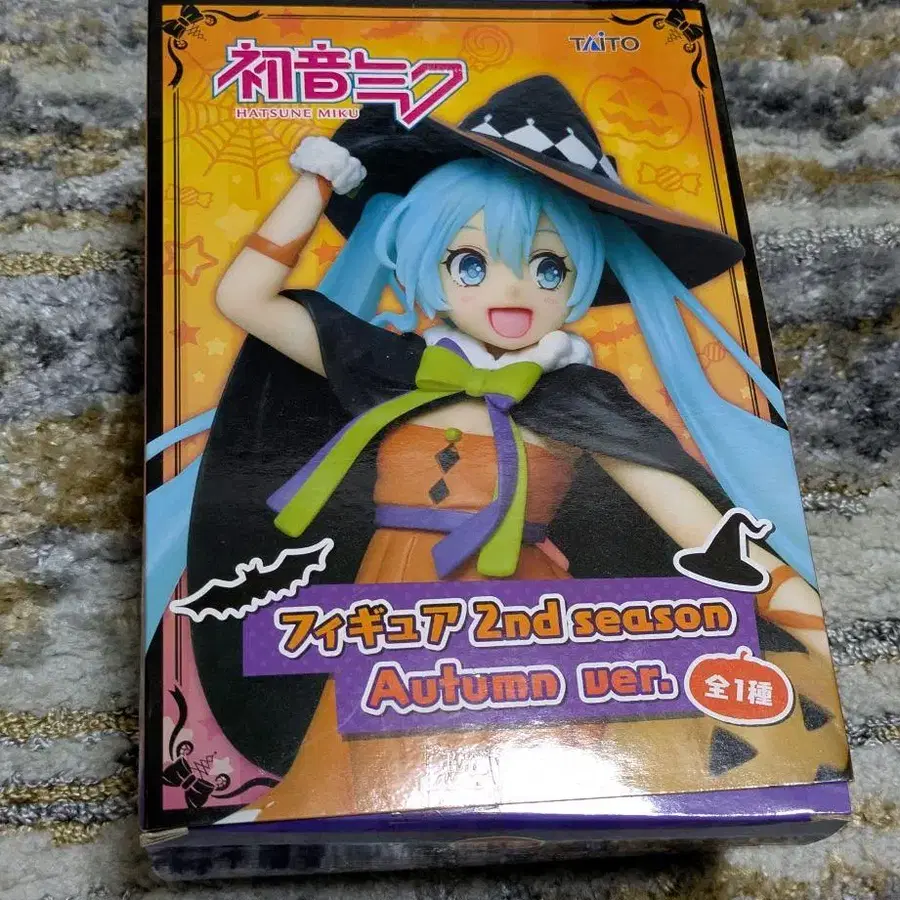 初音ミク
HATSUNE MIKU
TAITO
フィギュア 2nd season
Autumn ver.
全1種